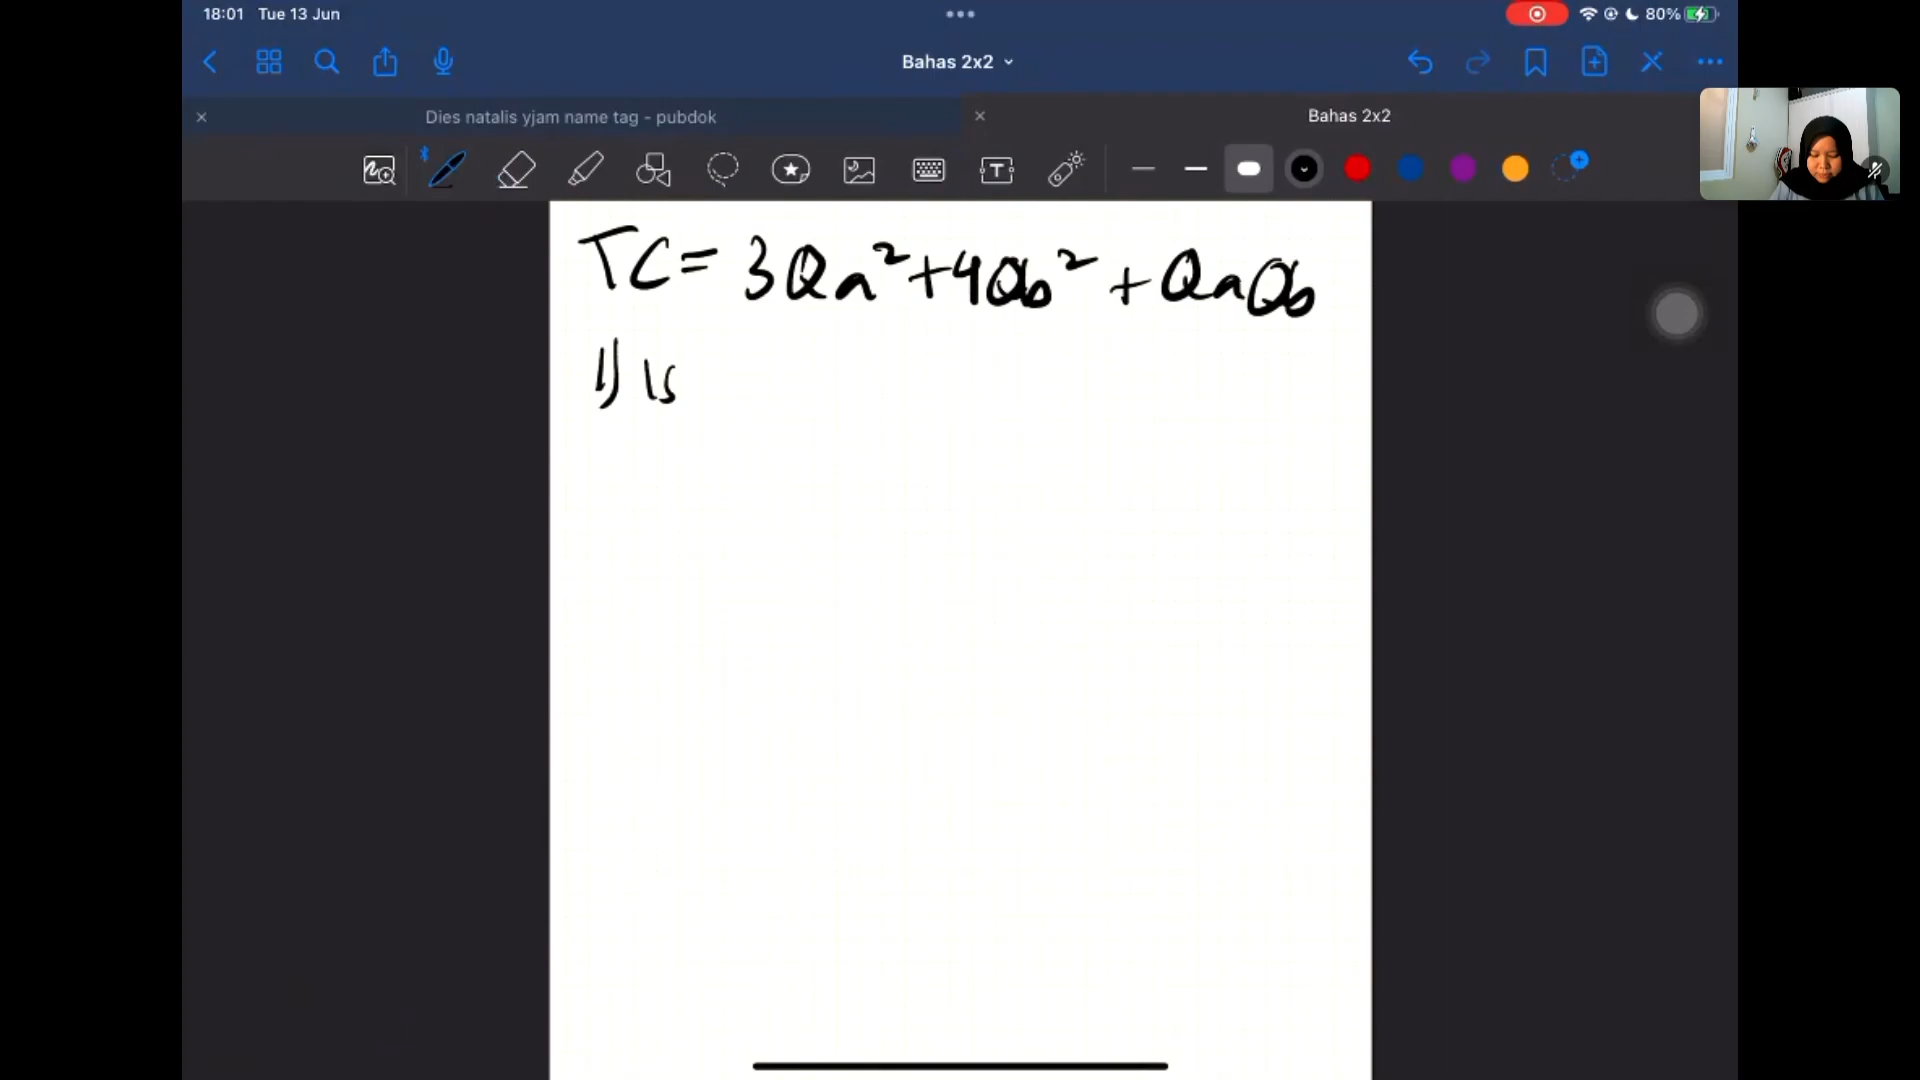 18:01 Tue 13 Jun
80%
Bahas 2x2
Dies natalis yjam name tag - pubdok
Bahas 2x2
TC = 3Qa² + 4Qb² + QaQb
1) Is